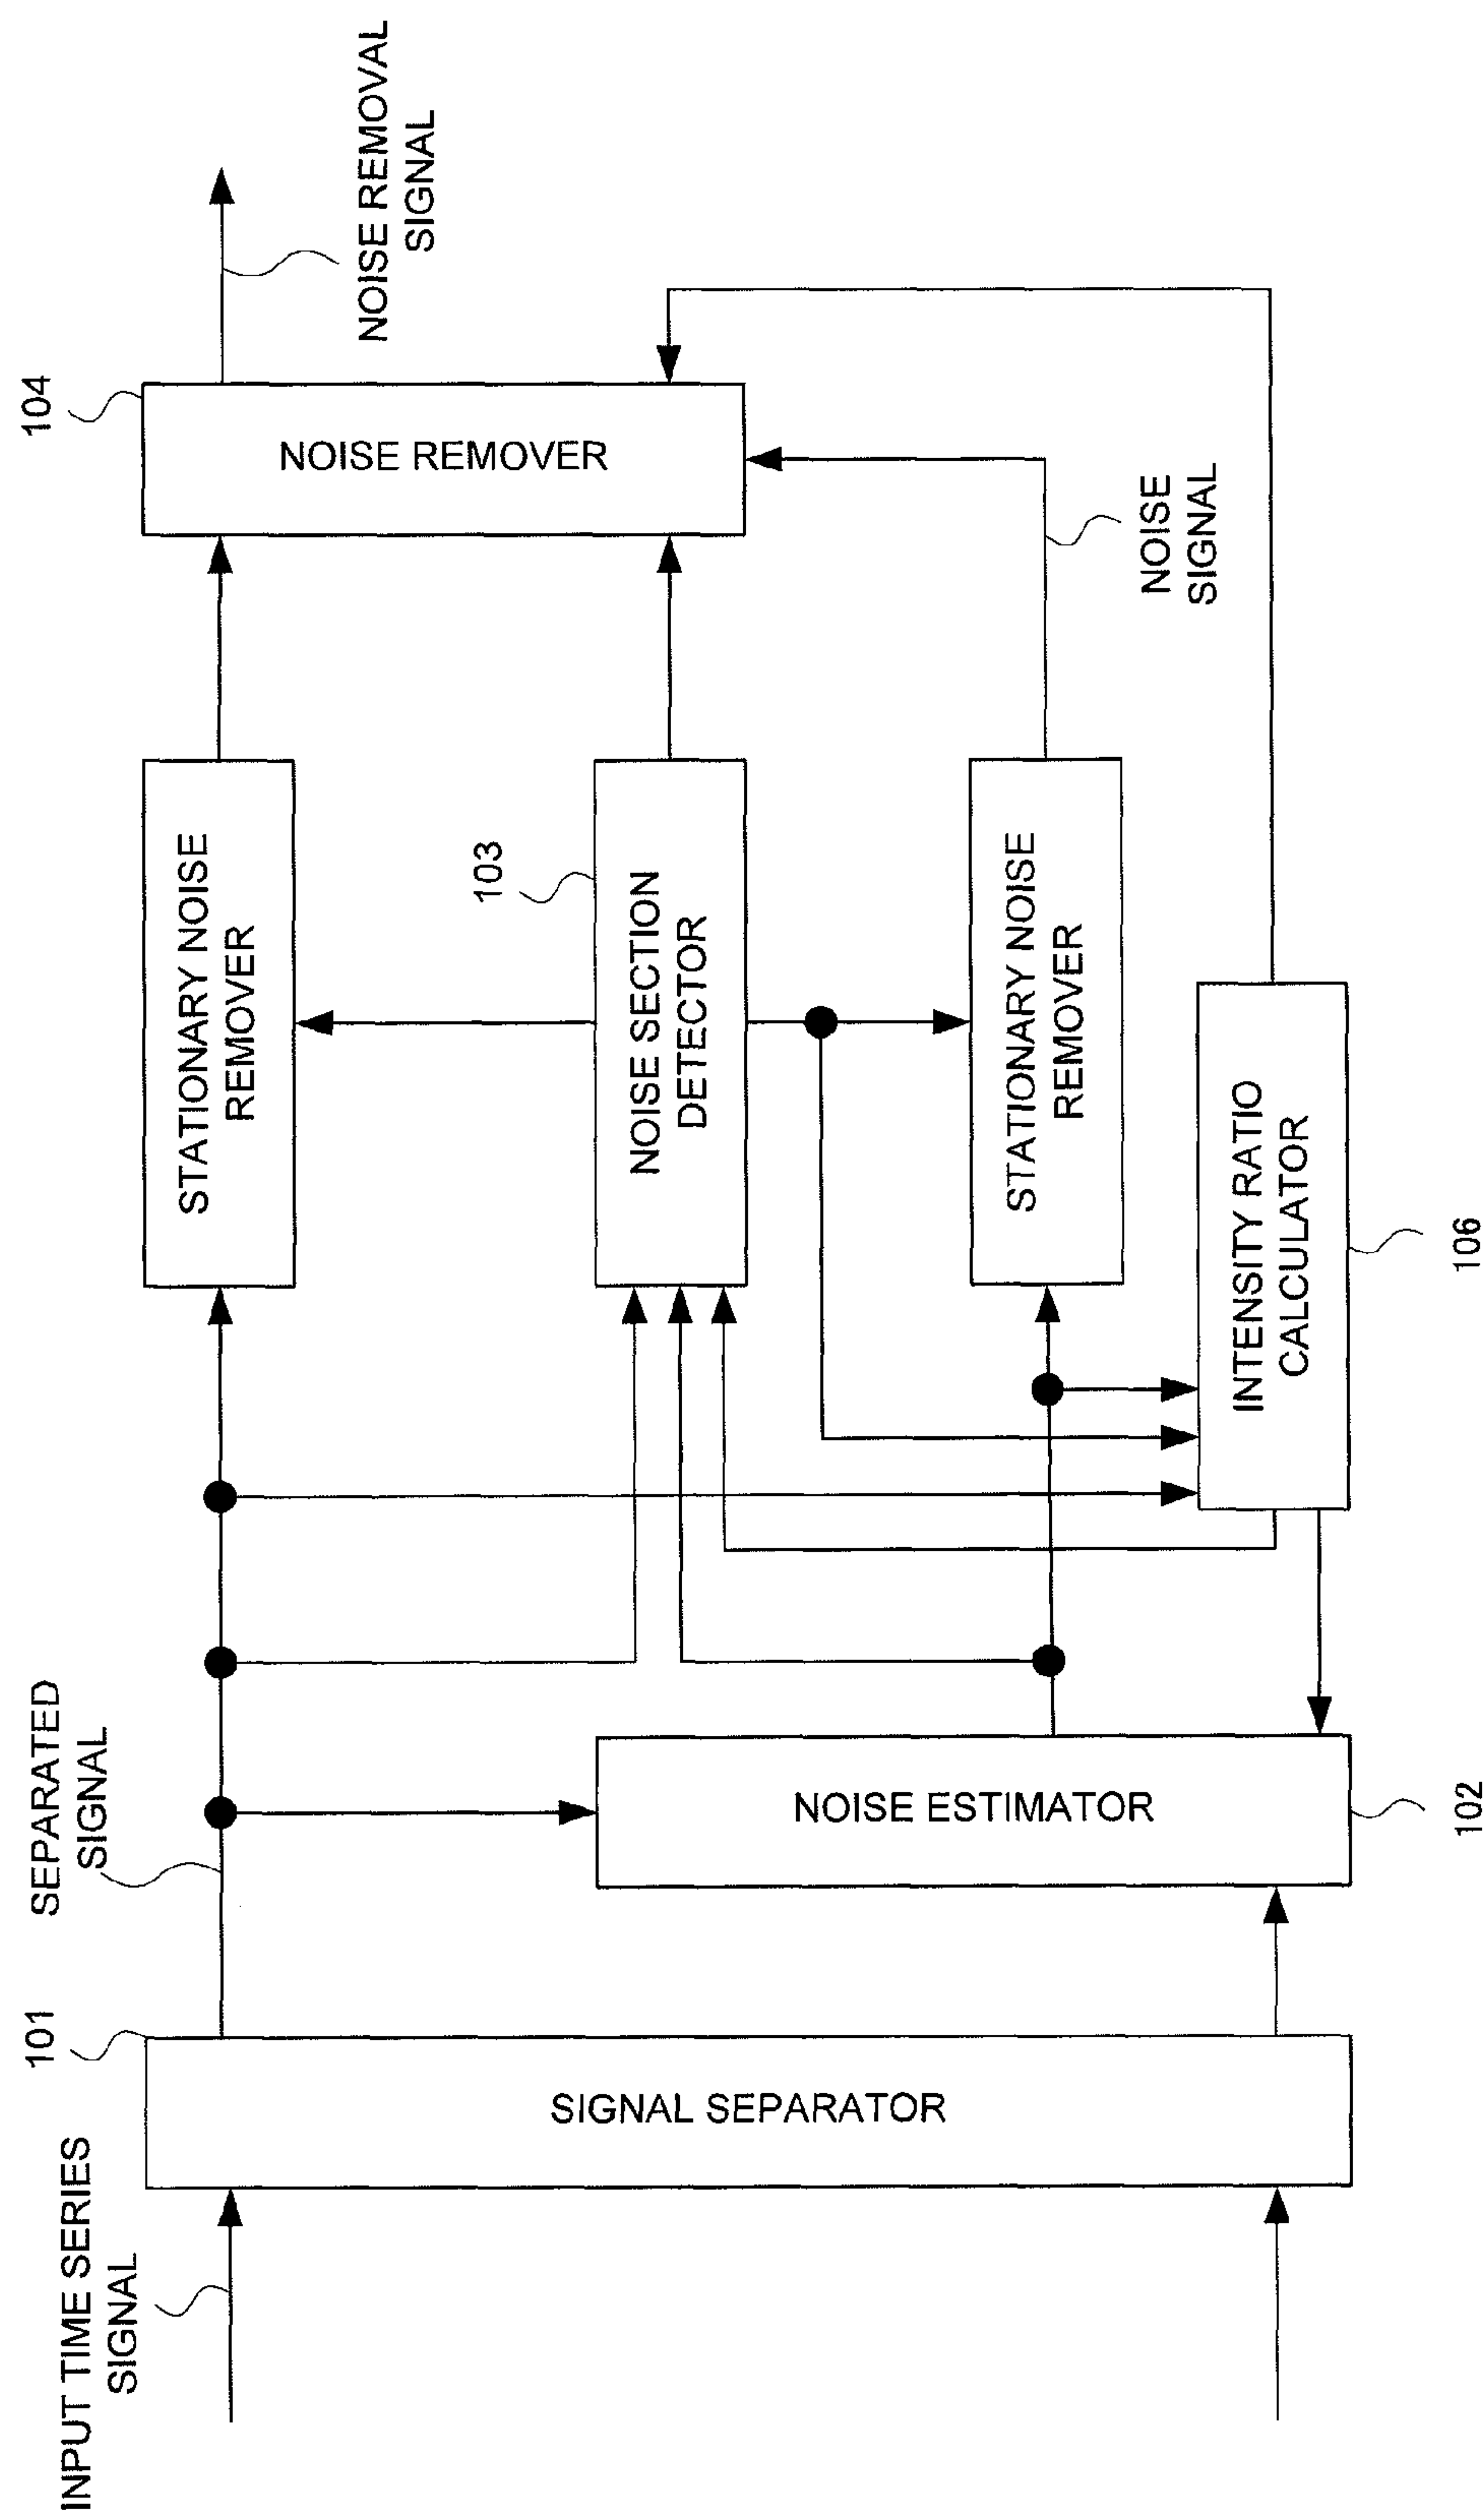 INPUT TIME SERIES
SIGNAL
101
SIGNAL SEPARATOR
SEPARATED
SIGNAL
NOISE ESTIMATOR
102
STATIONARY NOISE
REMOVER
103
NOISE SECTION
DETECTOR
STATIONARY NOISE
REMOVER
INTENSITY RATIO
CALCULATOR
106
104
NOISE REMOVER
NOISE
SIGNAL
NOISE REMOVAL
SIGNAL